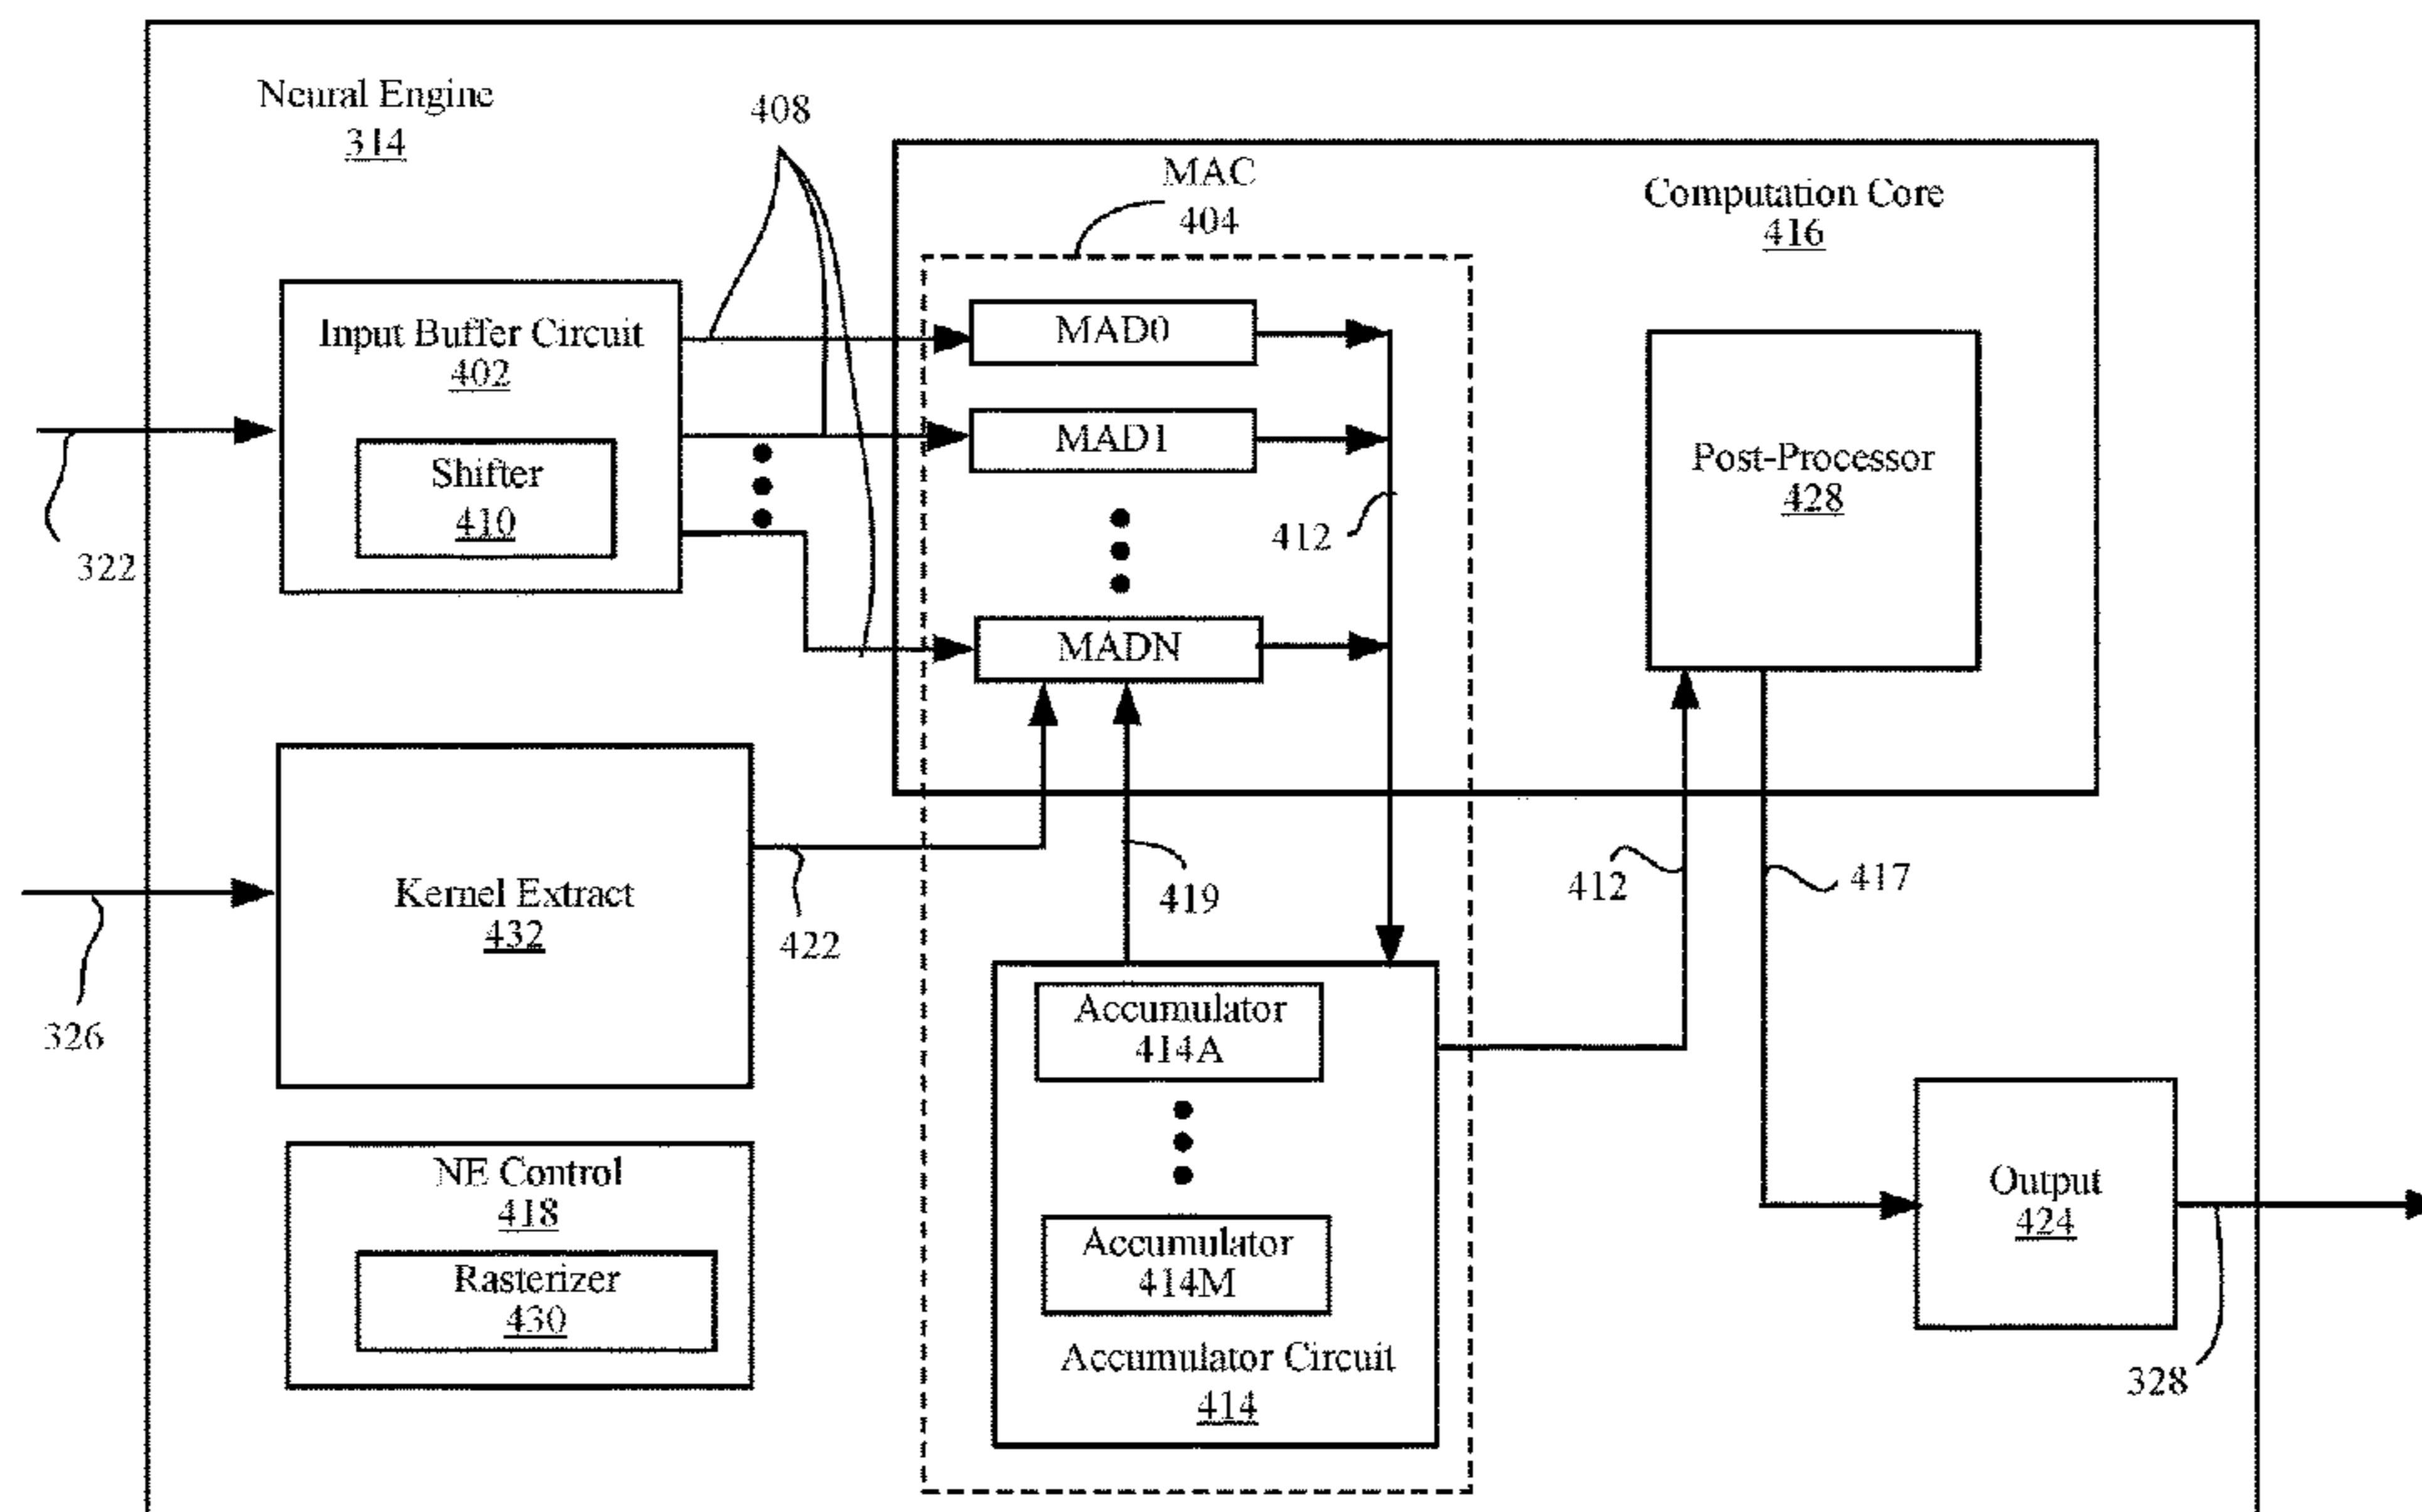 Neural Engine
314
408
MAC
404
Computation Core
416
Input Buffer Circuit
402
Shifter
410
322
MAD0
MAD1
MADN
412
Post-Processor
428
Kernel Extract
432
326
422
419
412
417
NE Control
418
Rasterizer
430
Accumulator
414A
Accumulator
414M
Accumulator Circuit
414
Output
424
328